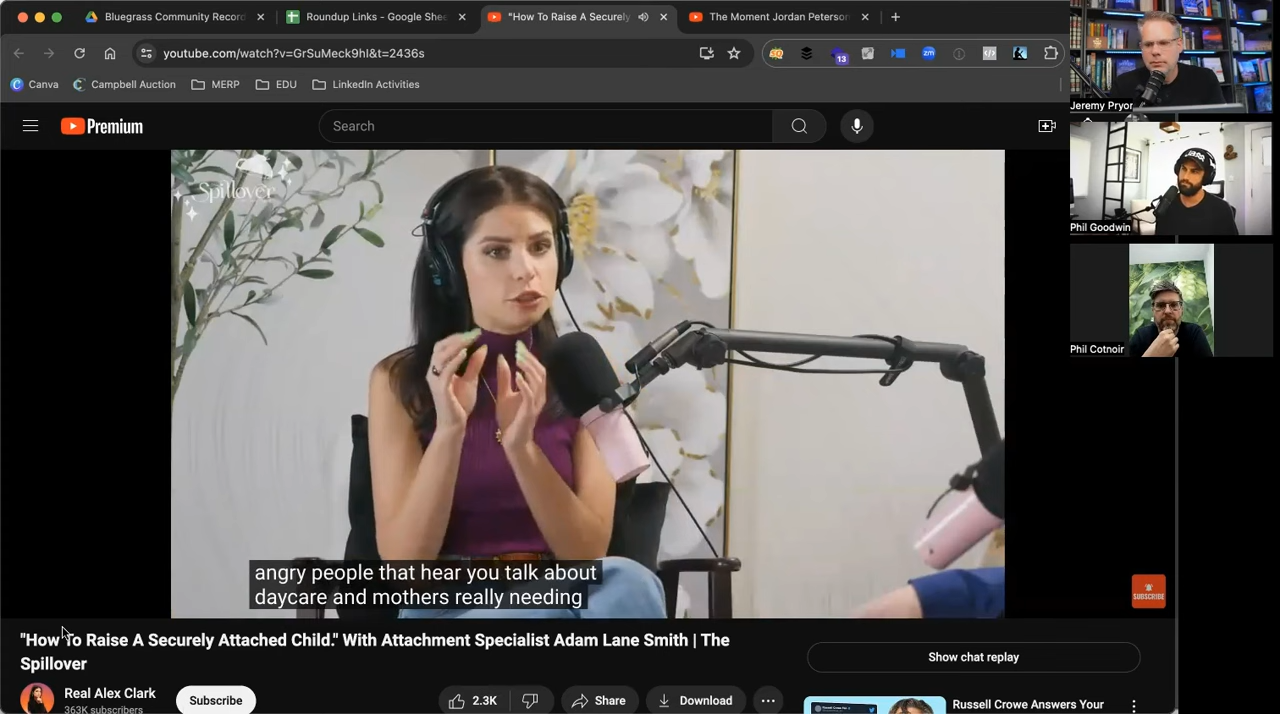 Bluegrass Community Record
Roundup Links - Google Shee
"How To Raise A Securely
The Moment Jordan Peterson
youtube.com/watch?v=GrSuMeck9hI&t=2436s
13
zm
Canva
Campbell Auction
MERP
EDU
LinkedIn Activities
Premium
Search
Spillover
angry people that hear you talk about
daycare and mothers really needing
SUBSCRIBE
"How To Raise A Securely Attached Child." With Attachment Specialist Adam Lane Smith | The
Spillover
Real Alex Clark
363K subscribers
Subscribe
2.3K
Share
Download
Show chat replay
Russell Crowe Answers Your
Jeremy Pryor
Phil Goodwin
Phil Cotnoir